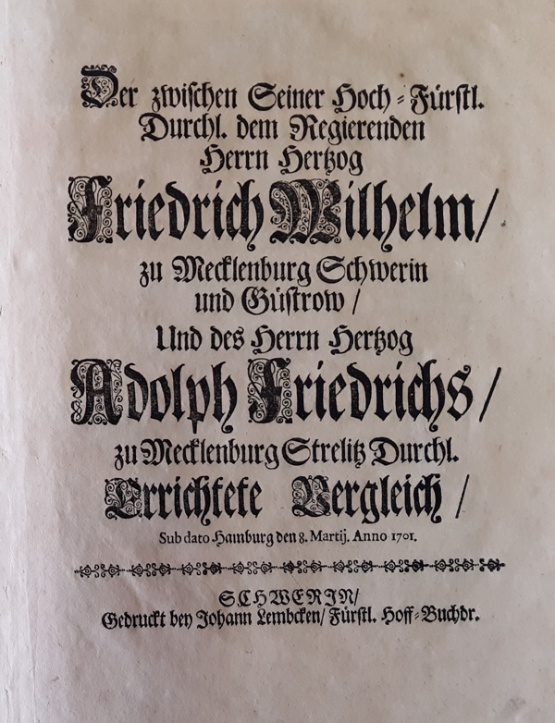 Der zwischen Seiner Hoch-Fürstl.
Durchl. dem Regierenden
Herrn Hertzog
Friedrich Wilhelm/
zu Mecklenburg Schwerin
und Güstrow/
Und des Herrn Hertzog
Adolph Friedrichs/
zu Mecklenburg Strelitz Durchl.
Errichtete Vergleich/
Sub dato Hamburg den 8. Martij. Anno 1701.
SCHWERIN/
Gedruckt bey Johann Lembcken/ Fürstl. Hoff-Buchdr.